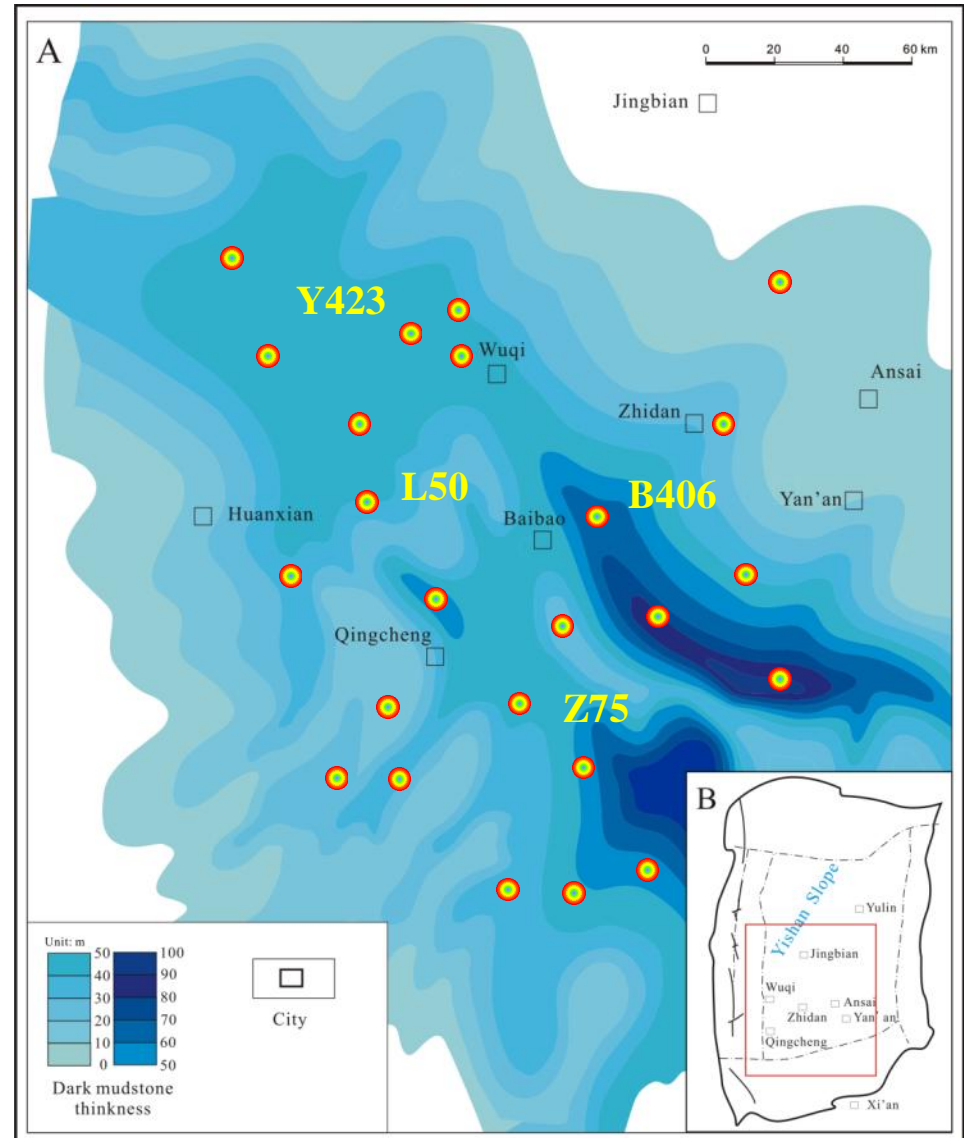 A
0 20 40 60 km
Jingbian
Y423
Wuqi
Ansai
Zhidan
L50
B406
Yan'an
Huanxian
Baibao
Qingcheng
Z75
B
Yishan Slope
Yulin
Jingbian
Wuqi
Ansai
Zhidan
Yan' an
Qingcheng
Xi'an
Unit: m
50 100
40 90
30 80
20 70
10 60
0 50
Dark mudstone
thinkness
City